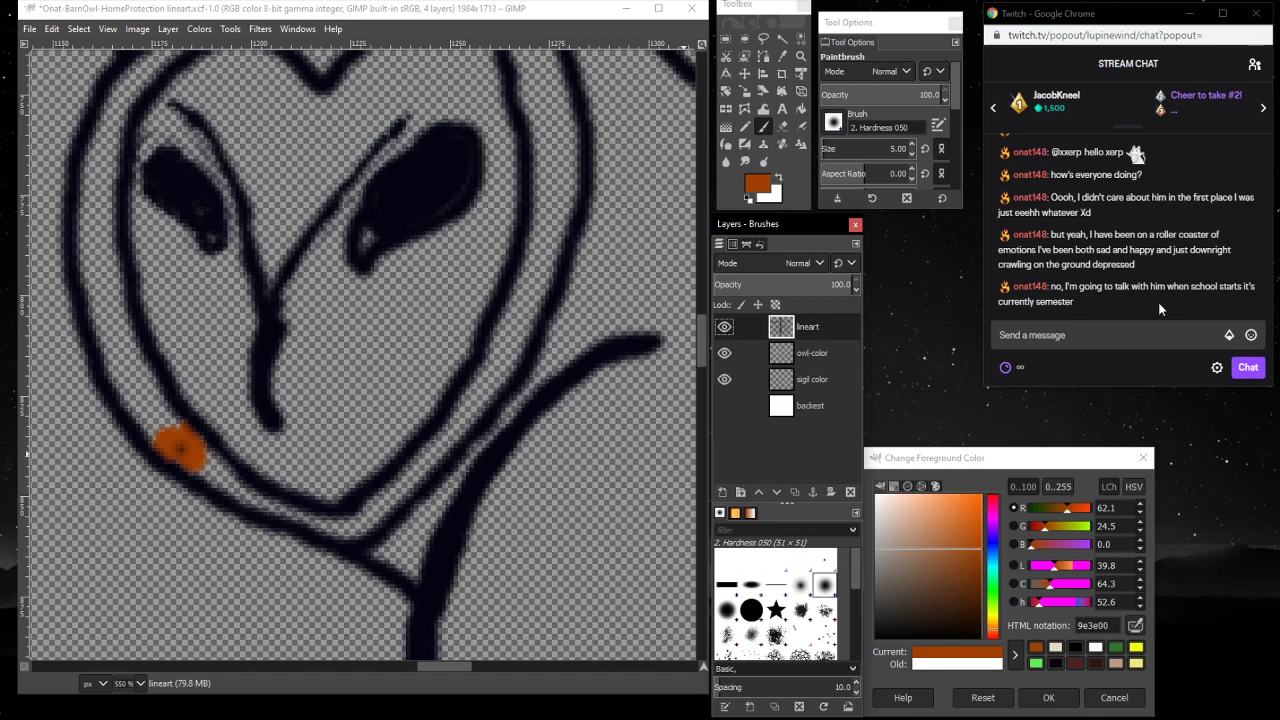 *Onat-BarnOwl-HomeProtection lineart.xcf-1.0 (RGB color 8-bit gamma integer, GIMP built-in sRGB, 4 layers) 1984x1713 – GIMP
File Edit Select View Image Layer Colors Tools Filters Windows Help
1150 1175 1200 1225 1250 1275 1300
px 550 % lineart (79.8 MB)
Toolbox
Tool Options
Tool Options
Paintbrush
Mode Normal
Opacity 100.0
Brush
2. Hardness 050
Size 5.00
Aspect Ratio 0.00
Layers - Brushes
Mode Normal
Opacity 100.0
Lock:
lineart
owl-color
sigil color
backest
filter
2. Hardness 050 (51 × 51)
Basic,
Spacing 10.0
Twitch - Google Chrome
twitch.tv/popout/lupinewind/chat?popout=
STREAM CHAT
1 JacobKneel
1,500
Cheer to take #2!
...
onat148: @xxerp hello xerp
onat148: how's everyone doing?
onat148: Oooh, I didn't care about him in the first place I was
just eeehh whatever Xd
onat148: but yeah, I have been on a roller coaster of
emotions I've been both sad and happy and just downright
crawling on the ground depressed
onat148: no, I'm going to talk with him when school starts it's
currently semester
Send a message
∞
Chat
Change Foreground Color
0..100 0..255 LCh HSV
R 62.1
G 24.5
B 0.0
L 39.8
C 64.3
h 52.6
HTML notation: 9e3e00
Current:
Old:
Help Reset OK Cancel